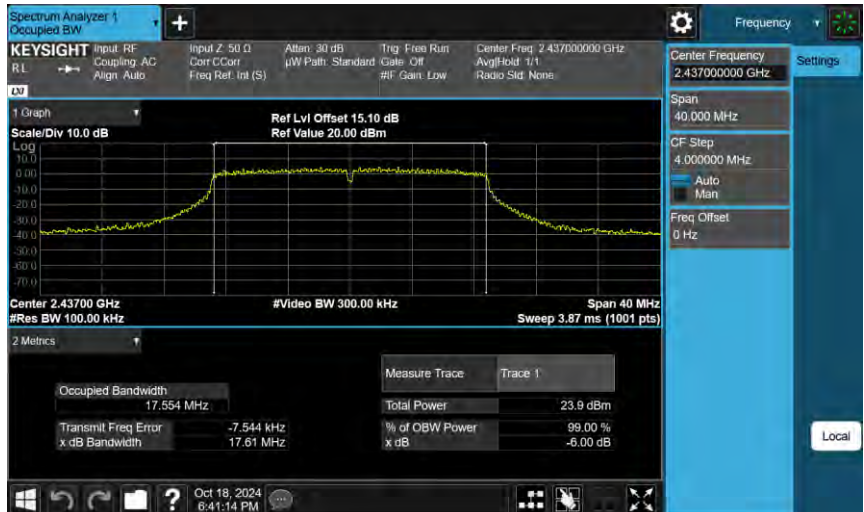 Spectrum Analyzer 1
Occupied BW
+
Frequency
KEYSIGHT
RL
LXI
Input: RF
Coupling: AC
Align: Auto
Input Z: 50 Ω
Corr CCorr
Freq Ref: Int (S)
Atten: 30 dB
µW Path: Standard
Trig: Free Run
Gate: Off
#IF Gain: Low
Center Freq: 2.437000000 GHz
Avg|Hold: 1/1
Radio Std: None
Center Frequency
2.437000000 GHz
Settings
Span
40.000 MHz
CF Step
4.000000 MHz
Auto
Man
Freq Offset
0 Hz
Local
1 Graph
Scale/Div 10.0 dB
Ref Lvl Offset 15.10 dB
Ref Value 20.00 dBm
Log
10.0
0.00
-10.0
-20.0
-30.0
-40.0
-50.0
-60.0
-70.0
Center 2.43700 GHz
#Video BW 300.00 kHz
Span 40 MHz
#Res BW 100.00 kHz
Sweep 3.87 ms (1001 pts)
2 Metrics
Measure Trace Trace 1
Occupied Bandwidth
17.554 MHz
Total Power 23.9 dBm
Transmit Freq Error -7.544 kHz
% of OBW Power 99.00 %
x dB Bandwidth 17.61 MHz
x dB -6.00 dB
?
Oct 18, 2024
6:41:14 PM